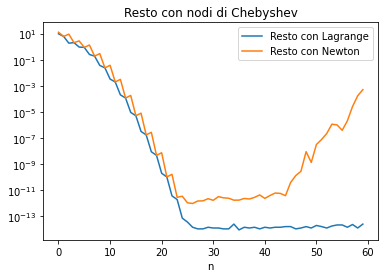 Resto con nodi di Chebyshev
Resto con Lagrange
Resto con Newton
10¹
10⁻¹
10⁻³
10⁻⁵
10⁻⁷
10⁻⁹
10⁻¹¹
10⁻¹³
0 10 20 30 40 50 60
n